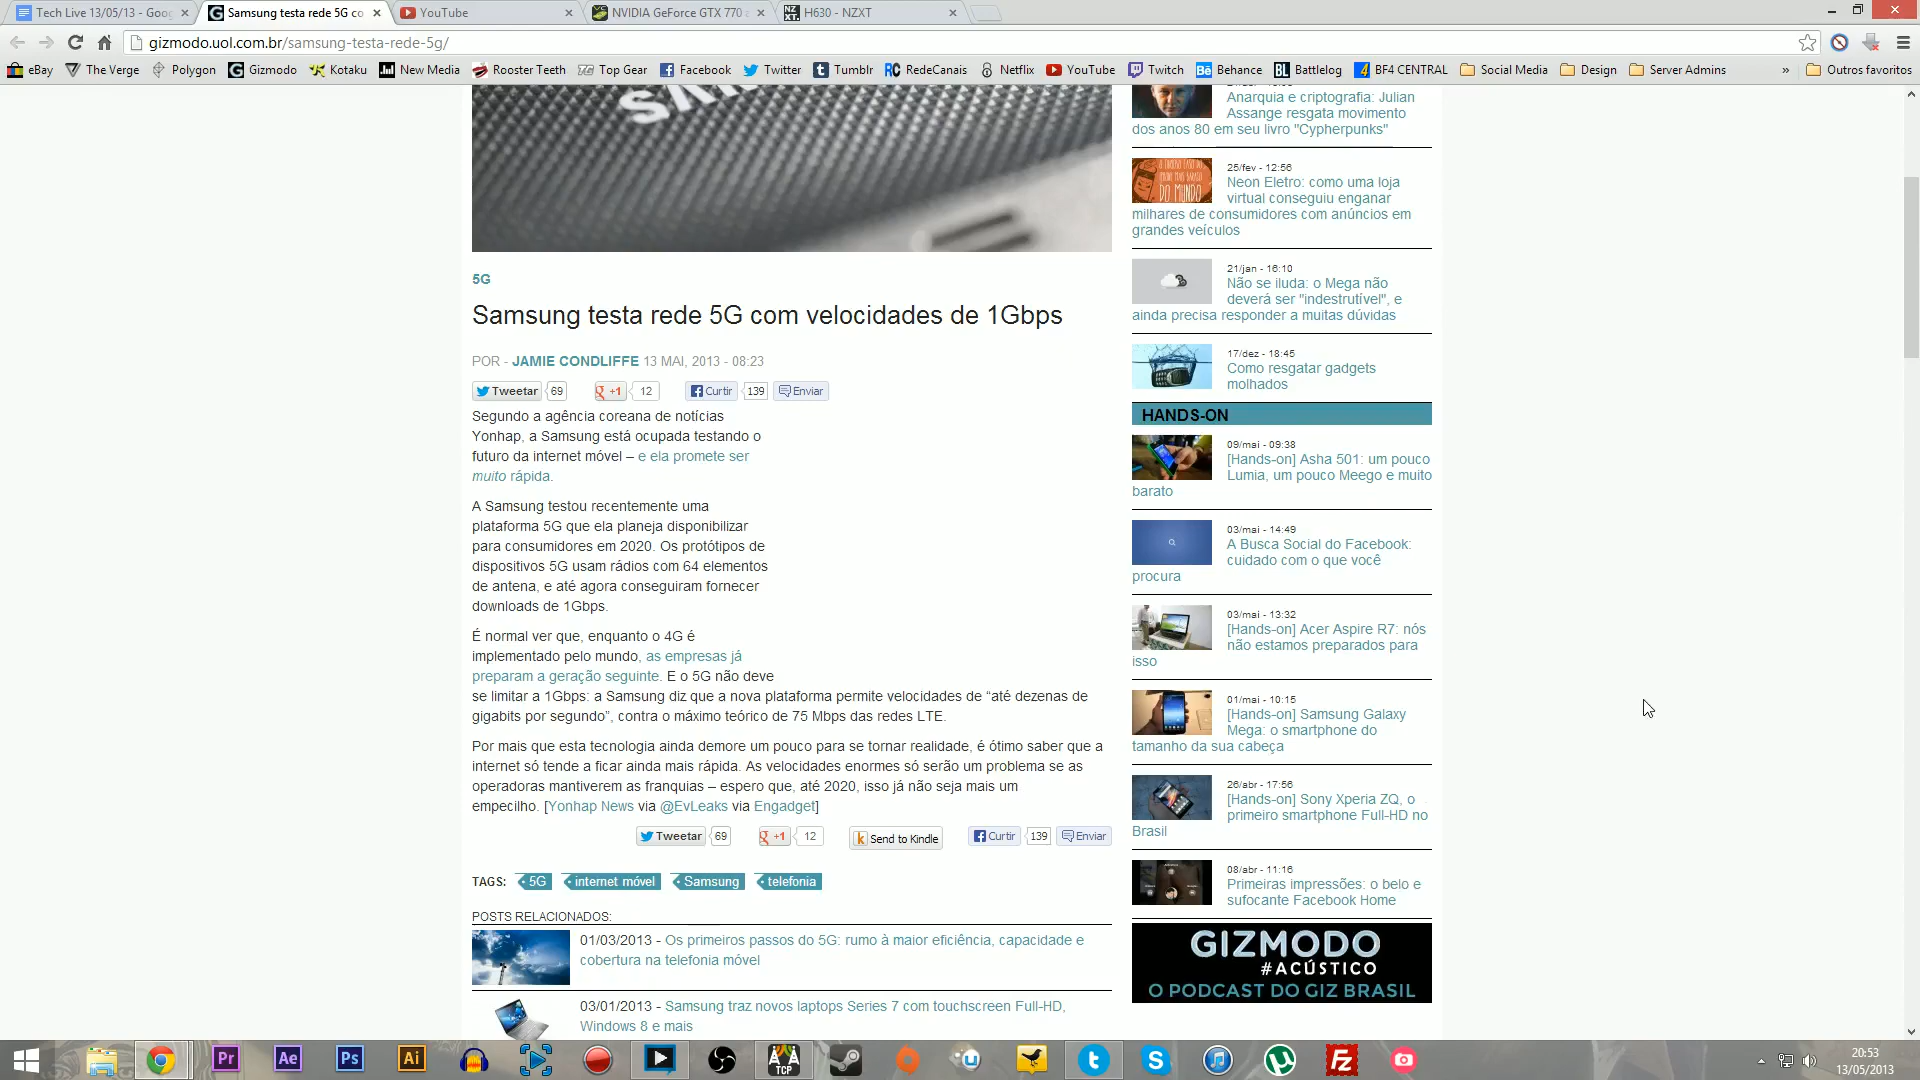 Tech Live 13/05/13 - Goog
Samsung testa rede 5G co
YouTube
NVIDIA GeForce GTX 770
H630 - NZXT
gizmodo.uol.com.br/samsung-testa-rede-5g/
eBay
The Verge
Polygon
Gizmodo
Kotaku
New Media
Rooster Teeth
Top Gear
Facebook
Twitter
Tumblr
RedeCanais
Netflix
YouTube
Twitch
Behance
Battlelog
BF4 CENTRAL
Social Media
Design
Server Admins
»
Outros favoritos
5G
Samsung testa rede 5G com velocidades de 1Gbps
POR - JAMIE CONDLIFFE 13 MAI, 2013 - 08:23
Tweetar 69 +1 12 Curtir 139 Enviar
Segundo a agência coreana de notícias
Yonhap, a Samsung está ocupada testando o
futuro da internet móvel – e ela promete ser
muito rápida.
A Samsung testou recentemente uma
plataforma 5G que ela planeja disponibilizar
para consumidores em 2020. Os protótipos de
dispositivos 5G usam rádios com 64 elementos
de antena, e até agora conseguiram fornecer
downloads de 1Gbps.
É normal ver que, enquanto o 4G é
implementado pelo mundo, as empresas já
preparam a geração seguinte. E o 5G não deve
se limitar a 1Gbps: a Samsung diz que a nova plataforma permite velocidades de “até dezenas de
gigabits por segundo”, contra o máximo teórico de 75 Mbps das redes LTE.
Por mais que esta tecnologia ainda demore um pouco para se tornar realidade, é ótimo saber que a
internet só tende a ficar ainda mais rápida. As velocidades enormes só serão um problema se as
operadoras mantiverem as franquias – espero que, até 2020, isso já não seja mais um
empecilho. [Yonhap News via @EvLeaks via Engadget]
Tweetar 69 +1 12 Send to Kindle Curtir 139 Enviar
TAGS: 5G internet móvel Samsung telefonia
POSTS RELACIONADOS:
01/03/2013 - Os primeiros passos do 5G: rumo à maior eficiência, capacidade e
cobertura na telefonia móvel
03/01/2013 - Samsung traz novos laptops Series 7 com touchscreen Full-HD,
Windows 8 e mais
Anarquia e criptografia: Julian
Assange resgata movimento
dos anos 80 em seu livro "Cypherpunks"
25/fev - 12:56
Neon Eletro: como uma loja
virtual conseguiu enganar
milhares de consumidores com anúncios em
grandes veículos
21/jan - 16:10
Não se iluda: o Mega não
deverá ser "indestrutível", e
ainda precisa responder a muitas dúvidas
17/dez - 18:45
Como resgatar gadgets
molhados
HANDS-ON
09/mai - 09:38
[Hands-on] Asha 501: um pouco
Lumia, um pouco Meego e muito
barato
03/mai - 14:49
A Busca Social do Facebook:
cuidado com o que você
procura
03/mai - 13:32
[Hands-on] Acer Aspire R7: nós
não estamos preparados para
isso
01/mai - 10:15
[Hands-on] Samsung Galaxy
Mega: o smartphone do
tamanho da sua cabeça
26/abr - 17:56
[Hands-on] Sony Xperia ZQ, o
primeiro smartphone Full-HD no
Brasil
08/abr - 11:16
Primeiras impressões: o belo e
sufocante Facebook Home
GIZMODO
#ACÚSTICO
O PODCAST DO GIZ BRASIL
Pr
Ae
Ps
Ai
TCP
20:53
13/05/2013